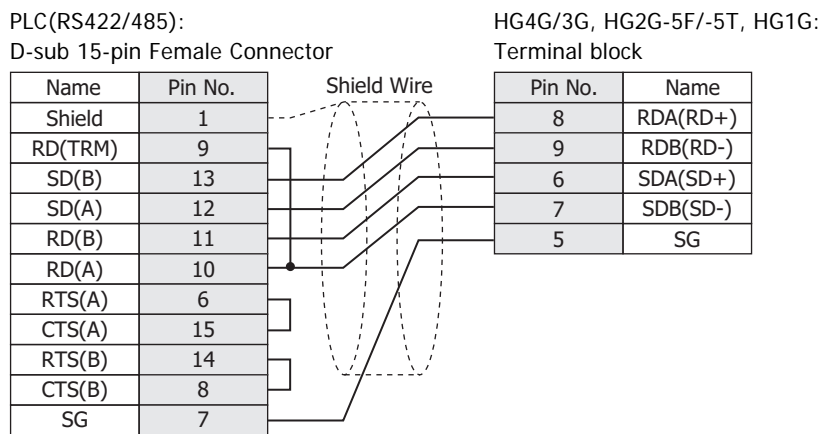 PLC(RS422/485):
D-sub 15-pin Female Connector
HG4G/3G, HG2G-5F/-5T, HG1G:
Terminal block
Name Pin No.
Shield 1
RD(TRM) 9
SD(B) 13
SD(A) 12
RD(B) 11
RD(A) 10
RTS(A) 6
CTS(A) 15
RTS(B) 14
CTS(B) 8
SG 7
Shield Wire
Pin No. Name
8 RDA(RD+)
9 RDB(RD-)
6 SDA(SD+)
7 SDB(SD-)
5 SG